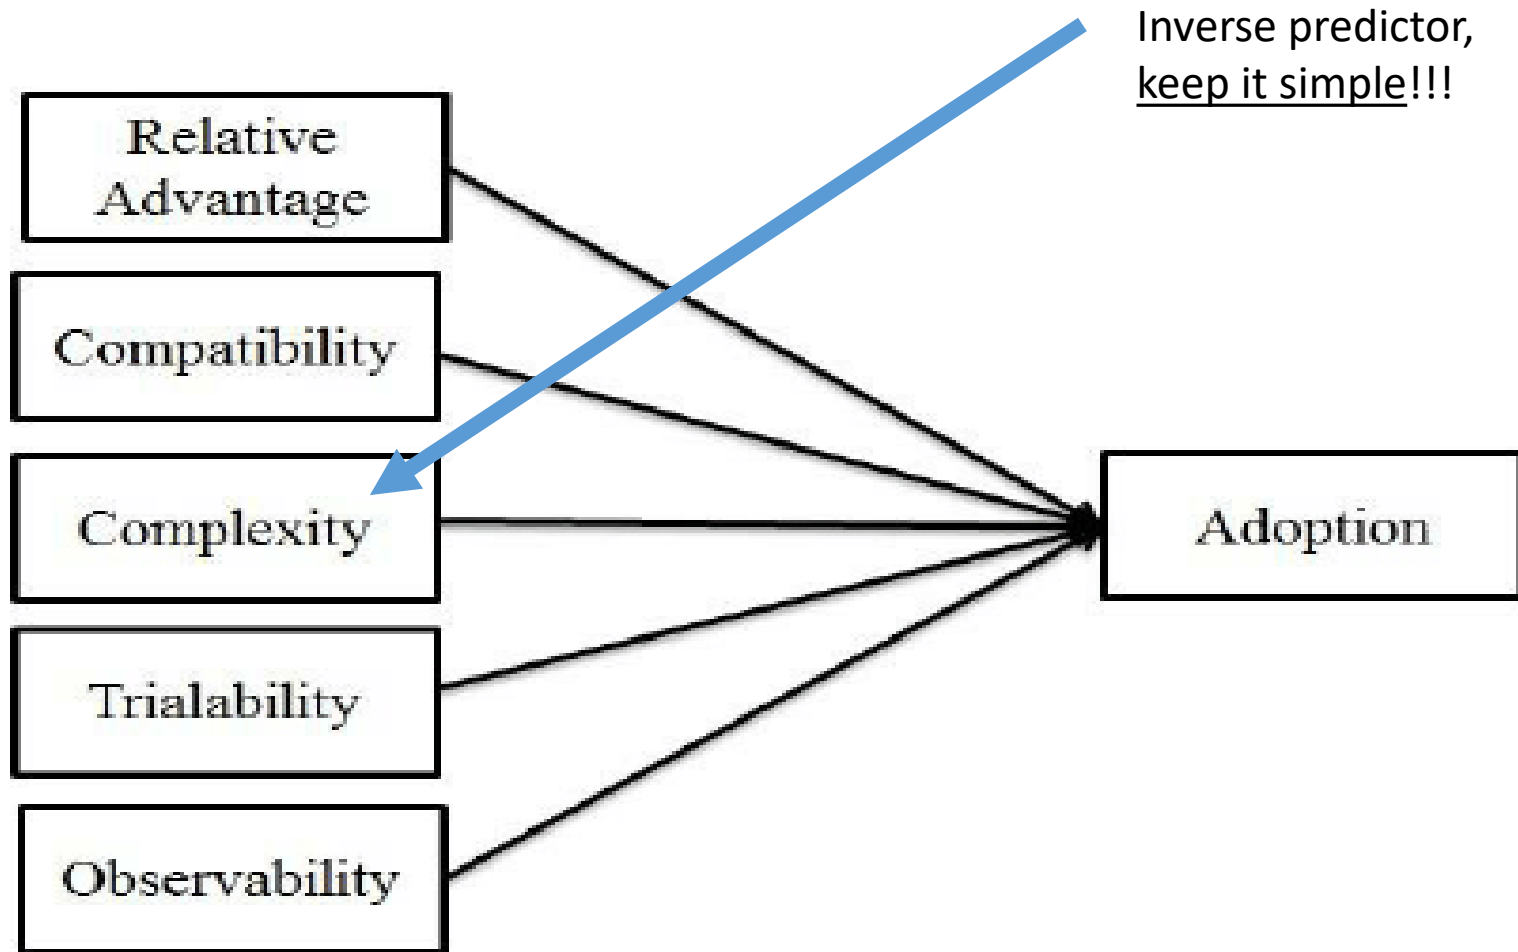 Inverse predictor,
keep it simple!!!
Relative
Advantage
Compatibility
Complexity
Trialability
Observability
Adoption